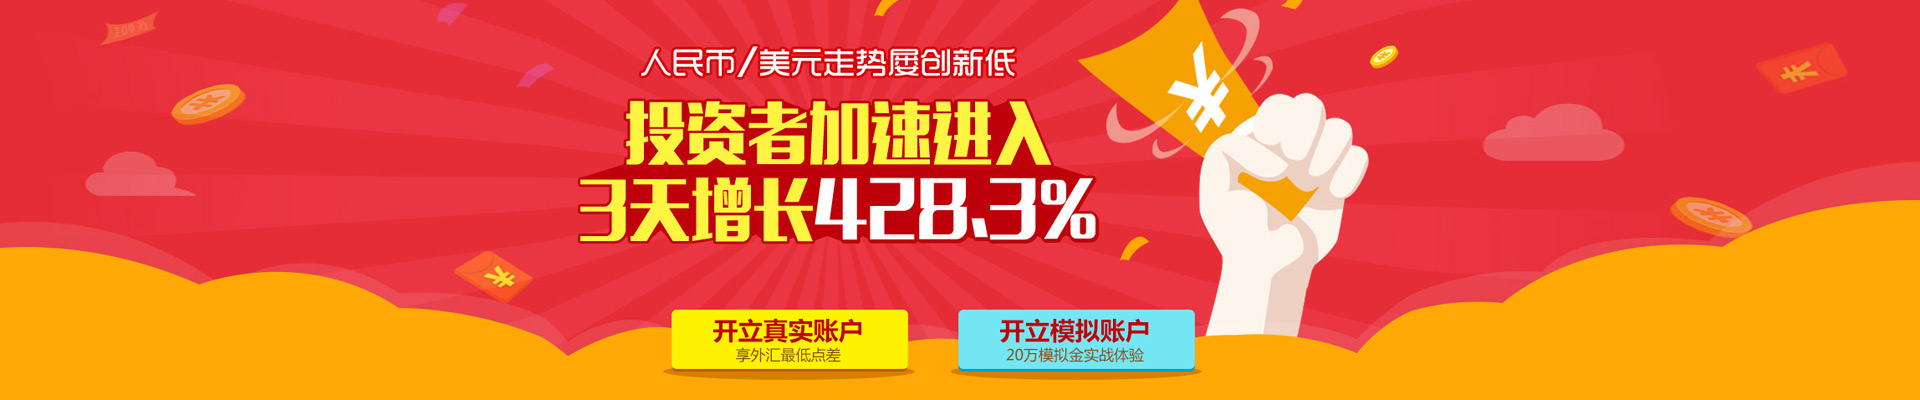 人民币/美元走势屡创新低
投资者加速进入
3天增长428.3%
开立真实账户
享外汇最低点差
开立模拟账户
20万模拟金实战体验